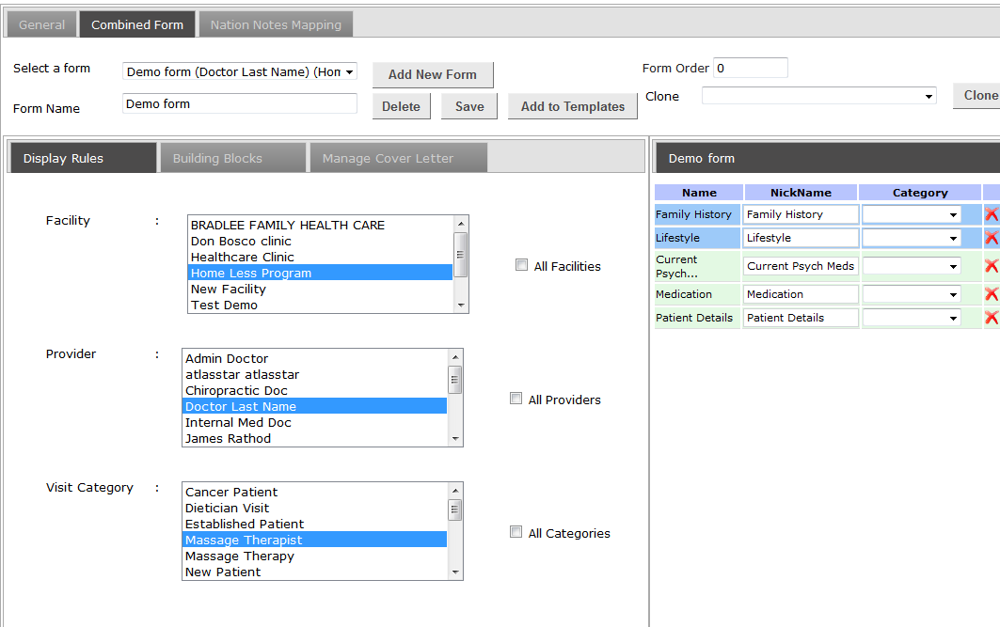 General Combined Form Nation Notes Mapping
Select a form Demo form (Doctor Last Name) (Hon Add New Form Form Order 0
Form Name Demo form Delete Save Add to Templates Clone Clone
Display Rules Building Blocks Manage Cover Letter
Facility :
BRADLEE FAMILY HEALTH CARE
Don Bosco clinic
Healthcare Clinic
Home Less Program
New Facility
Test Demo
All Facilities
Provider :
Admin Doctor
atlasstar atlasstar
Chiropractic Doc
Doctor Last Name
Internal Med Doc
James Rathod
All Providers
Visit Category :
Cancer Patient
Dietician Visit
Established Patient
Massage Therapist
Massage Therapy
New Patient
All Categories
Demo form
Name NickName Category
Family History Family History
Lifestyle Lifestyle
Current
Psych... Current Psych Meds
Medication Medication
Patient Details Patient Details